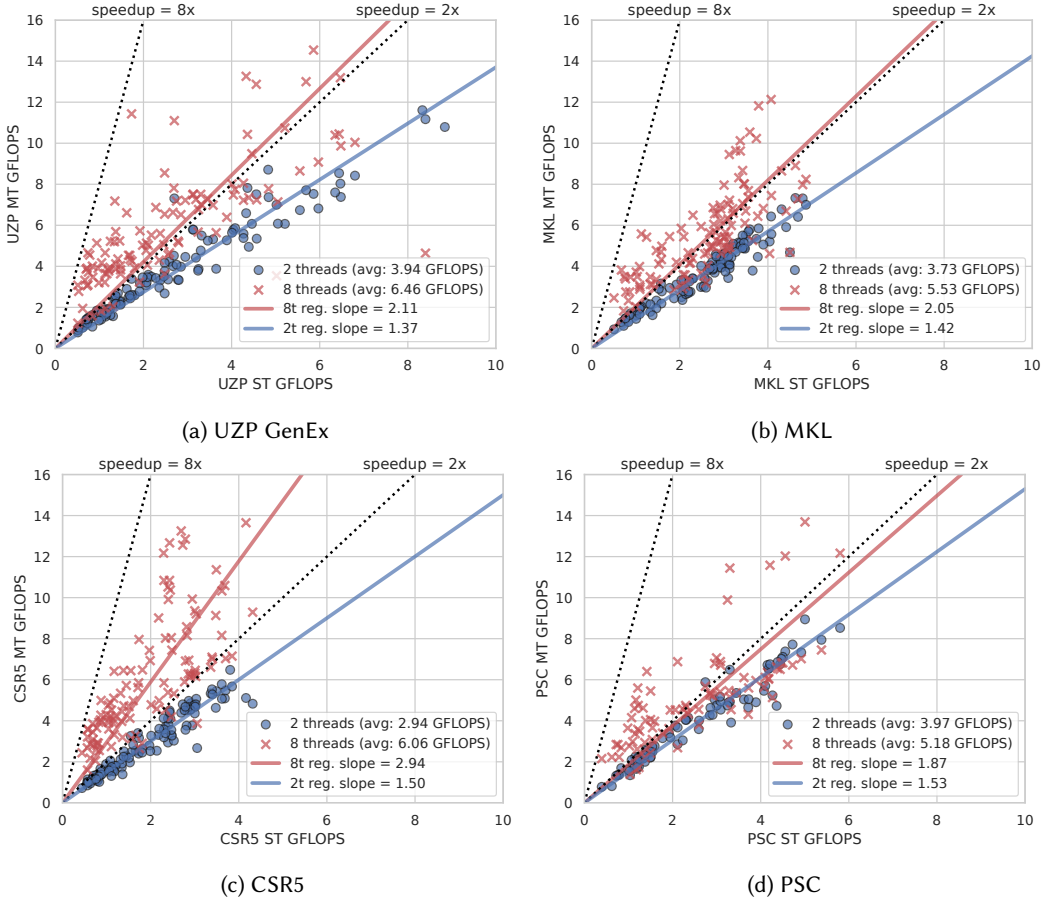 speedup = 8x
speedup = 2x
16
14
12
10
8
6
4
2
0
UZP MT GFLOPS
2 threads (avg: 3.94 GFLOPS)
8 threads (avg: 6.46 GFLOPS)
8t reg. slope = 2.11
2t reg. slope = 1.37
0 2 4 6 8 10
UZP ST GFLOPS
(a) UZP GenEx
speedup = 8x
speedup = 2x
16
14
12
10
8
6
4
2
0
MKL MT GFLOPS
2 threads (avg: 3.73 GFLOPS)
8 threads (avg: 5.53 GFLOPS)
8t reg. slope = 2.05
2t reg. slope = 1.42
0 2 4 6 8 10
MKL ST GFLOPS
(b) MKL
speedup = 8x
speedup = 2x
16
14
12
10
8
6
4
2
0
CSR5 MT GFLOPS
2 threads (avg: 2.94 GFLOPS)
8 threads (avg: 6.06 GFLOPS)
8t reg. slope = 2.94
2t reg. slope = 1.50
0 2 4 6 8 10
CSR5 ST GFLOPS
(c) CSR5
speedup = 8x
speedup = 2x
16
14
12
10
8
6
4
2
0
PSC MT GFLOPS
2 threads (avg: 3.97 GFLOPS)
8 threads (avg: 5.18 GFLOPS)
8t reg. slope = 1.87
2t reg. slope = 1.53
0 2 4 6 8 10
PSC ST GFLOPS
(d) PSC